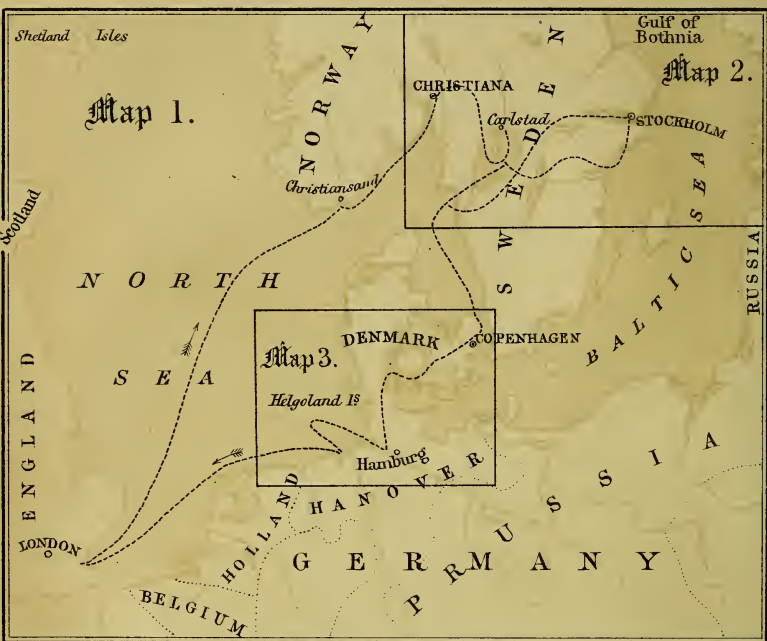 Shetland Isles
NORWAY
Gulf of
Bothnia
Map 1.
Map 2.
CHRISTIANA
Carlstad
STOCKHOLM
SWEDEN
Christiansand
Scotland
NORTH
SEA
BALTIC SEA
RUSSIA
Map 3.
DENMARK
COPENHAGEN
Helgoland Is
Hamburg
ENGLAND
HOLLAND
HANOVER
PRUSSIA
LONDON
GERMANY
BELGIUM